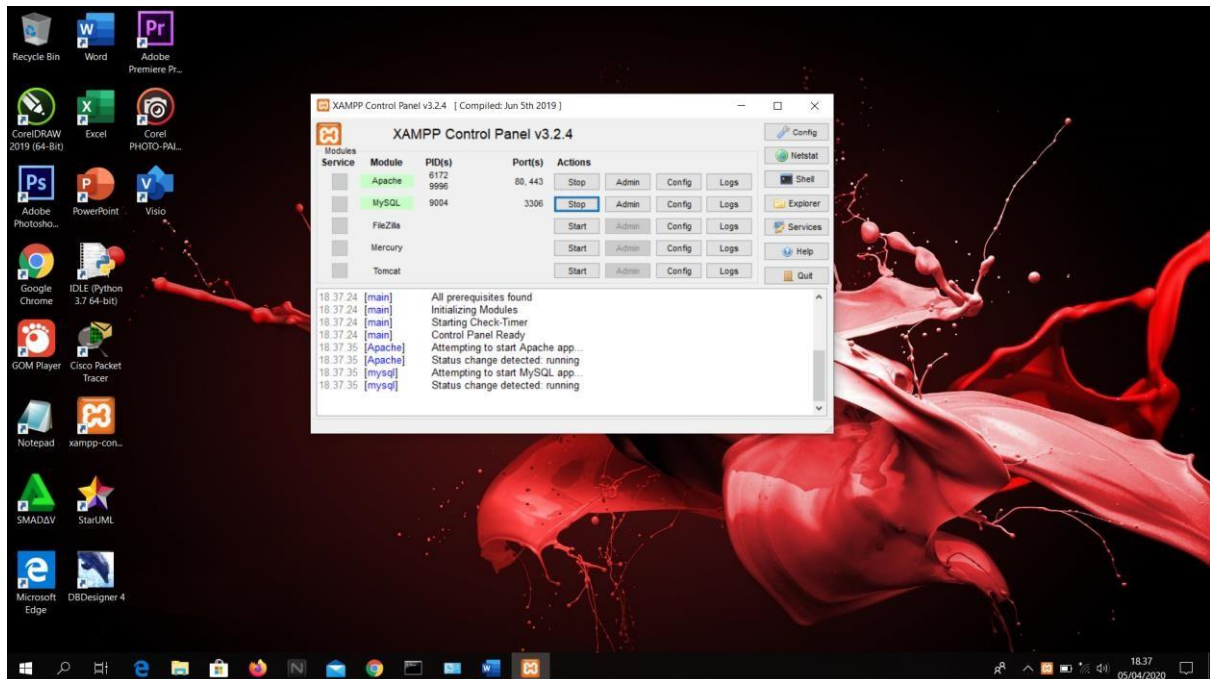 Recycle Bin
Word
Adobe
Premiere Pr...
CorelDRAW
2019 (64-Bit)
Excel
Corel
PHOTO-PAI...
Adobe
Photosho...
PowerPoint
Visio
Google
Chrome
IDLE (Python
3.7 64-bit)
GOM Player
Cisco Packet
Tracer
Notepad
xampp-con...
SMADAV
StarUML
Microsoft
Edge
DBDesigner 4
XAMPP Control Panel v3.2.4 [ Compiled: Jun 5th 2019 ]
XAMPP Control Panel v3.2.4
Config
Modules
Service Module PID(s) Port(s) Actions
Netstat
Apache 6172 9996 80, 443 Stop Admin Config Logs
Shell
MySQL 9004 3306 Stop Admin Config Logs
Explorer
FileZilla Start Admin Config Logs
Services
Mercury Start Admin Config Logs
Help
Tomcat Start Admin Config Logs
Quit
18.37.24 [main] All prerequisites found
18.37.24 [main] Initializing Modules
18.37.24 [main] Starting Check-Timer
18.37.24 [main] Control Panel Ready
18.37.35 [Apache] Attempting to start Apache app...
18.37.35 [Apache] Status change detected: running
18.37.35 [mysql] Attempting to start MySQL app...
18.37.35 [mysql] Status change detected: running
18.37
05/04/2020